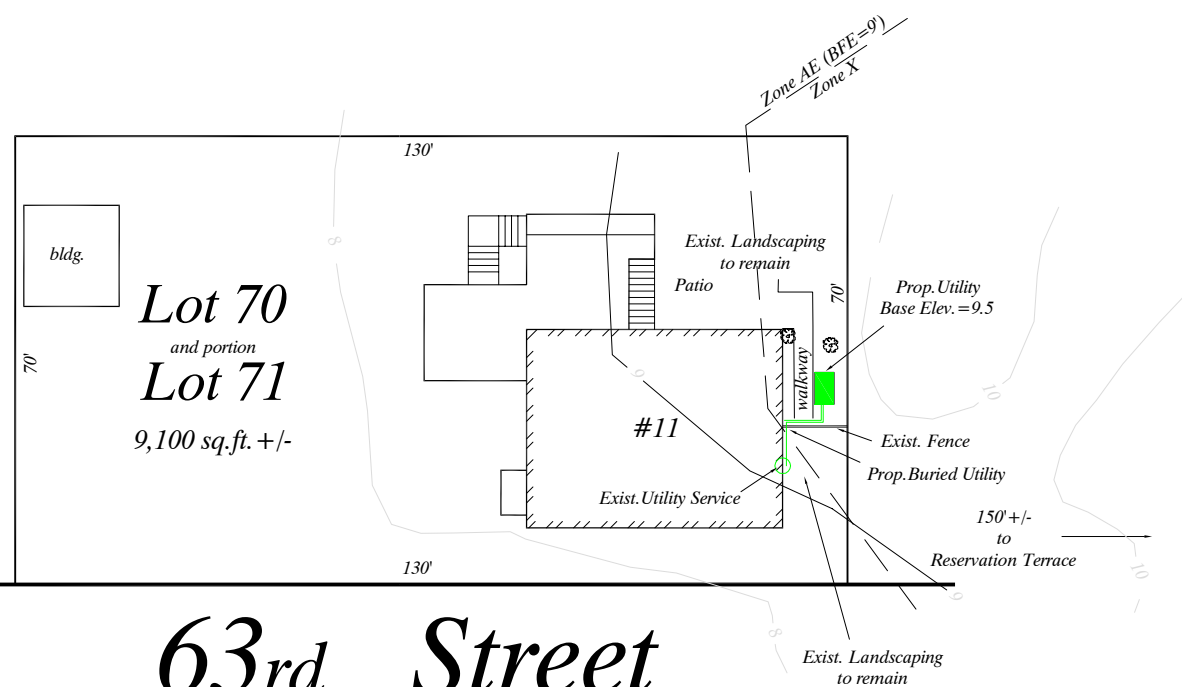 Zone AE (BFE=9')
Zone X
130'
8
bldg.
Exist. Landscaping
to remain
Patio
70'
Prop.Utility
Base Elev.=9.5
Lot 70
and portion
Lot 71
9,100 sq.ft.+/-
70'
walkway
9
10
#11
Exist. Fence
Prop.Buried Utility
Exist.Utility Service
150'+/-
to
Reservation Terrace
10
130'
9
8
63rd Street
Exist. Landscaping
to remain